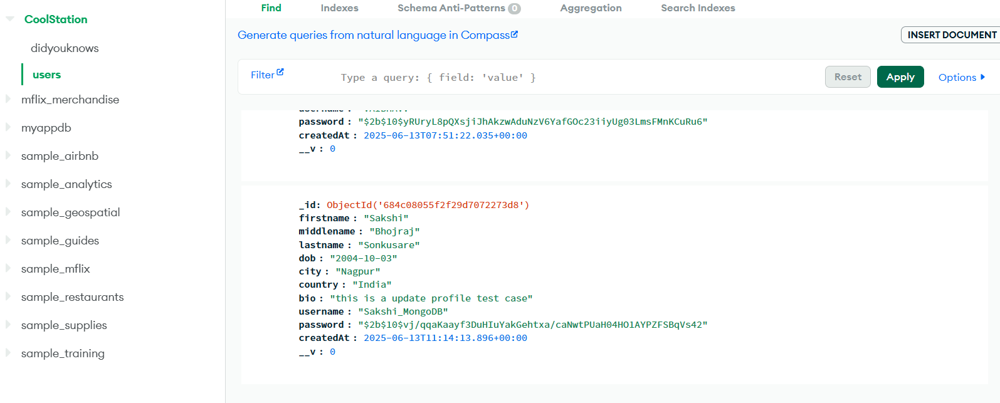 CoolStation
didyouknows
users
mflix_merchandise
myappdb
sample_airbnb
sample_analytics
sample_geospatial
sample_guides
sample_mflix
sample_restaurants
sample_supplies
sample_training
Find Indexes Schema Anti-Patterns 0 Aggregation Search Indexes
Generate queries from natural language in Compass
INSERT DOCUMENT
Filter Type a query: { field: 'value' } Reset Apply Options
password : "$2b$10$yRUryL8pQXsjiJhAkzwAduNzV6YafGOc23iiyUg03LmsFMnKCuRu6"
createdAt : 2025-06-13T07:51:22.035+00:00
__v : 0
_id: ObjectId('684c08055f2f29d7072273d8')
firstname : "Sakshi"
middlename : "Bhojraj"
lastname : "Sonkusare"
dob : "2004-10-03"
city : "Nagpur"
country : "India"
bio : "this is a update profile test case"
username : "Sakshi_MongoDB"
password : "$2b$10$vj/qqaKaayf3DuHIuYakGehtxa/caNwtPUaH04HO1AYPZFSBqVs42"
createdAt : 2025-06-13T11:14:13.896+00:00
__v : 0